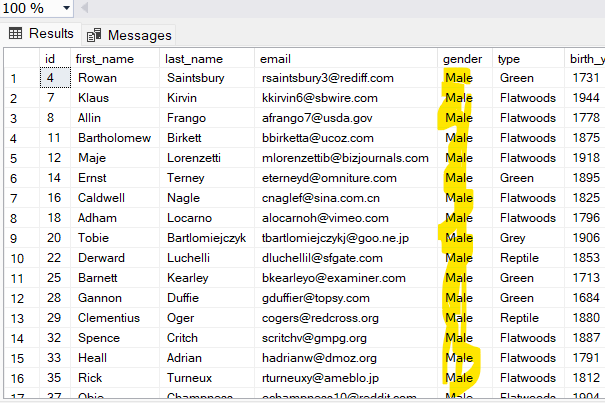 100 %
Results Messages
id first_name last_name email gender type birth_y
1 4 Rowan Saintsbury rsaintsbury3@rediff.com Male Green 1731
2 7 Klaus Kirvin kkirvin6@sbwire.com Male Flatwoods 1944
3 8 Allin Frango afrango7@usda.gov Male Flatwoods 1778
4 11 Bartholomew Birkett bbirketta@ucoz.com Male Flatwoods 1875
5 12 Maje Lorenzetti mlorenzettib@bizjournals.com Male Flatwoods 1918
6 14 Ernst Terney eterneyd@omniture.com Male Green 1895
7 16 Caldwell Nagle cnaglef@sina.com.cn Male Flatwoods 1825
8 18 Adham Locarno alocarnoh@vimeo.com Male Flatwoods 1796
9 20 Tobie Bartlomiejczyk tbartlomiejczykj@goo.ne.jp Male Grey 1906
10 22 Derward Luchelli dluchellil@sfgate.com Male Reptile 1853
11 25 Barnett Kearley bkearleyo@examiner.com Male Green 1713
12 28 Gannon Duffie gduffier@topsy.com Male Green 1684
13 29 Clementius Oger cogers@redcross.org Male Reptile 1880
14 32 Spence Critch scritchv@gmpg.org Male Flatwoods 1887
15 33 Heall Adrian hadrianw@dmoz.org Male Flatwoods 1791
16 35 Rick Turneux rturneuxy@ameblo.jp Male Flatwoods 1812
17 37 Obie Champness ochampness10@reddit.com Male Flatwoods 1904